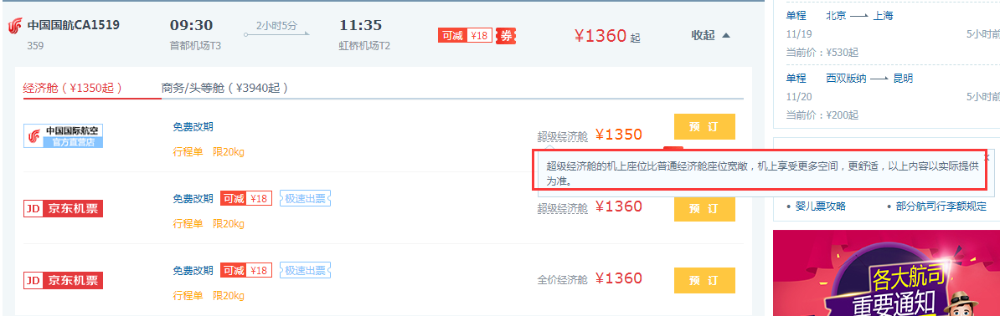 中国国航CA1519
09:30
2小时5分
11:35
359
首都机场T3
虹桥机场T2
可减 ¥18 券
¥1360 起
收起
经济舱（¥1350起）
商务/头等舱（¥3940起）
中国国际航空
官方直营店
免费改期
行程单 限20kg
超级经济舱 ¥1350
预 订
超级经济舱的机上座位比普通经济舱座位宽敞，机上享受更多空间，更舒适，以上内容以实际提供
为准。
x
JD 京东机票
免费改期 可减 ¥18 极速出票
行程单 限20kg
超级经济舱 ¥1360
预 订
JD 京东机票
免费改期 可减 ¥18 极速出票
行程单 限20kg
全价经济舱 ¥1360
预 订
单程 北京 上海
11/19 5小时前
当前价：¥530起
单程 西双版纳 昆明
11/20 5小时前
当前价：¥200起
• 婴儿票攻略
• 部分航司行李额规定
各大航司
重要通知